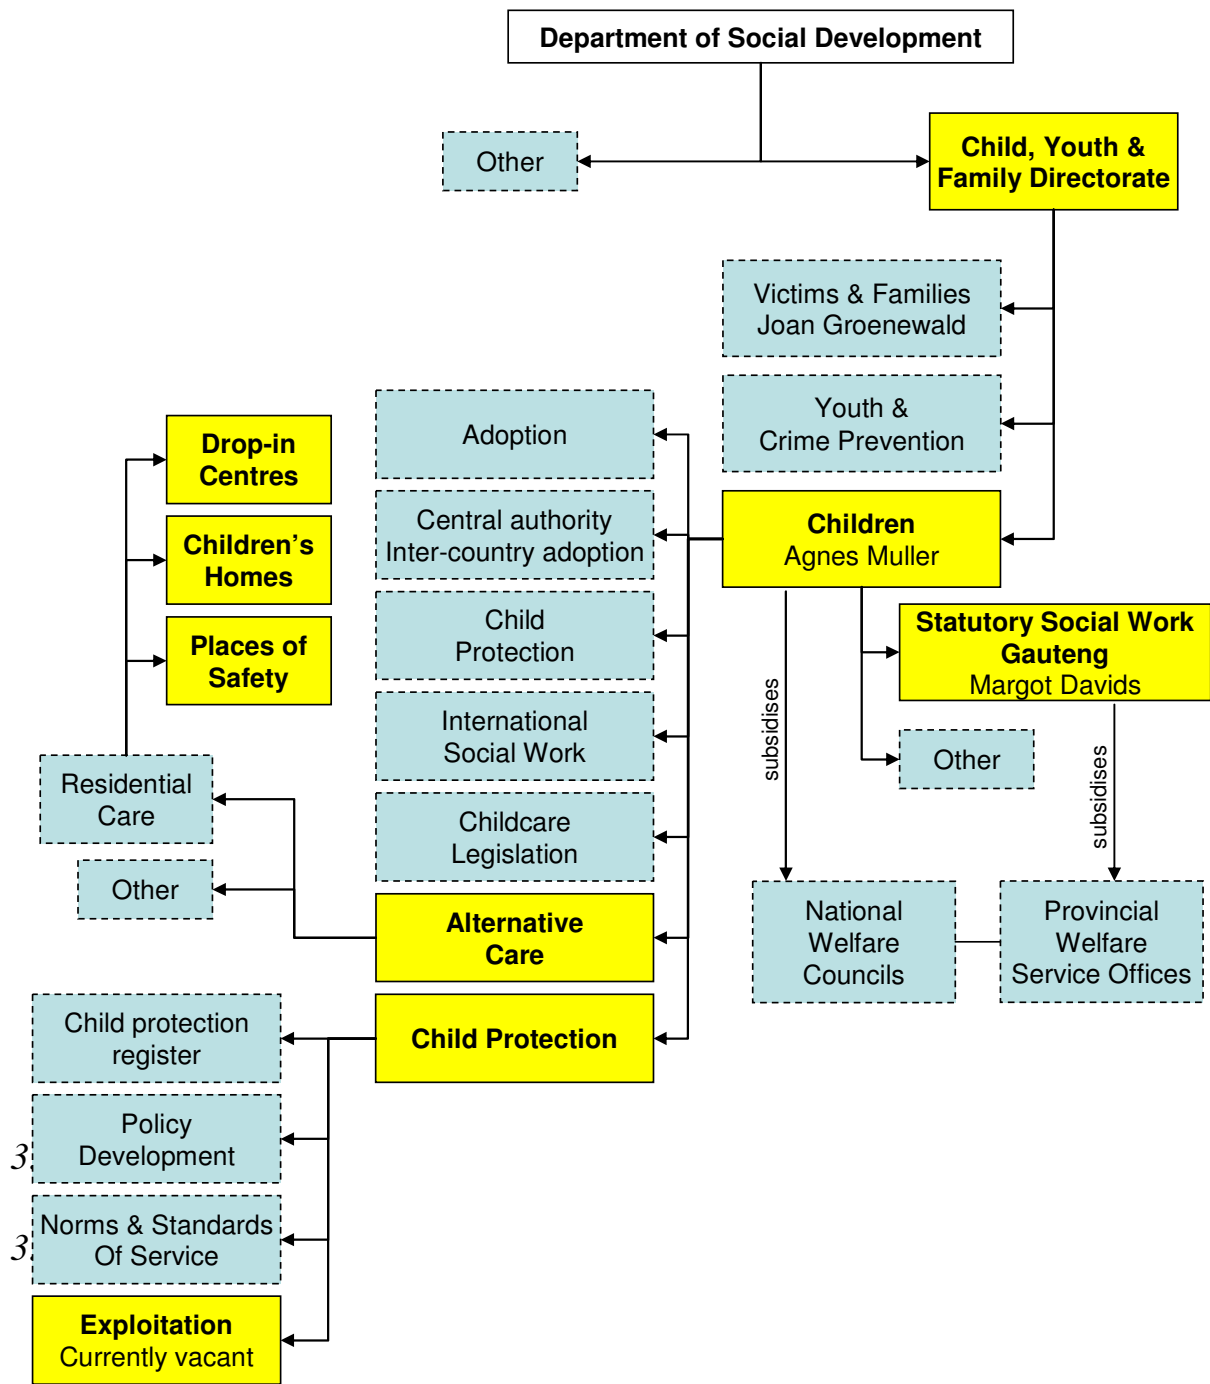 Department of Social Development
Other
Child, Youth &
Family Directorate
Victims & Families
Joan Groenewald
Youth &
Crime Prevention
Adoption
Drop-in
Centres
Central authority
Inter-country adoption
Children
Agnes Muller
Children's
Homes
Child
Protection
Statutory Social Work
Gauteng
Margot Davids
Places of
Safety
International
Social Work
subsidises
Other
subsidises
Residential
Care
Childcare
Legislation
Other
Alternative
Care
National
Welfare
Councils
Provincial
Welfare
Service Offices
Child protection
register
Child Protection
Policy
Development
3.
Norms & Standards
Of Service
3.
Exploitation
Currently vacant